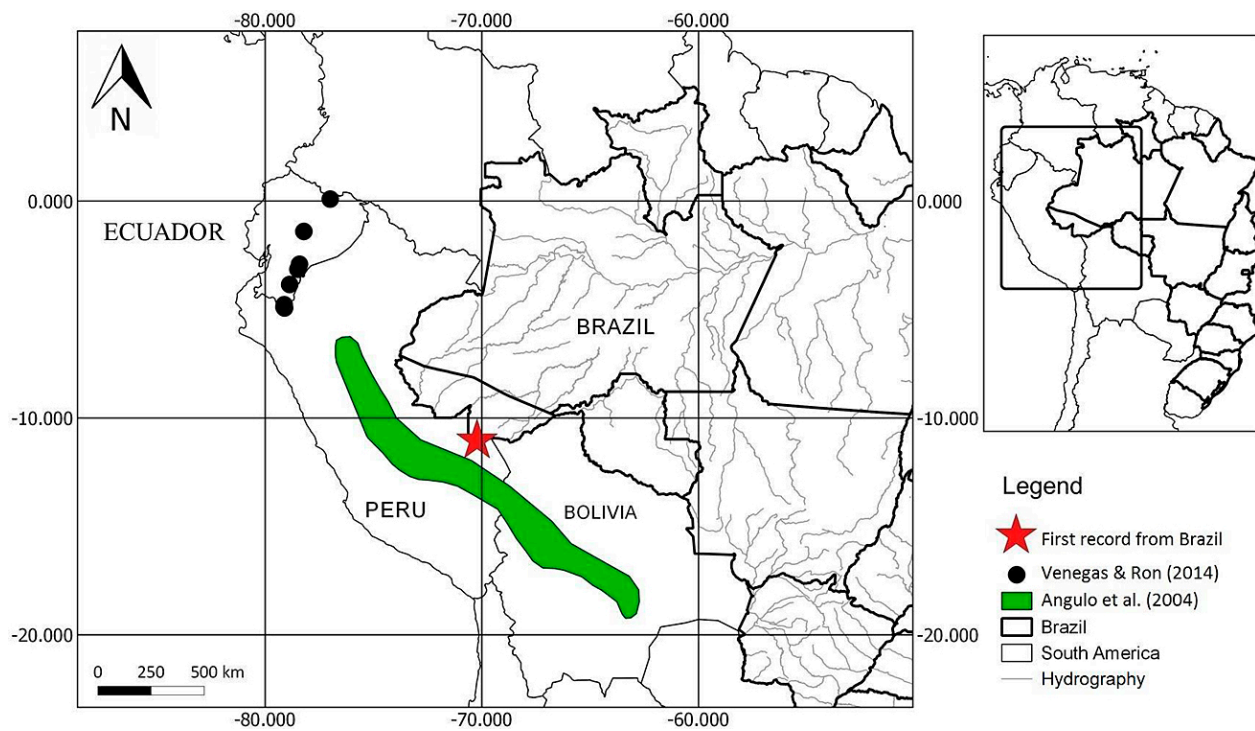 -80.000 -70.000 -60.000
N
0.000 0.000
ECUADOR
BRAZIL
-10.000 -10.000
PERU
BOLIVIA
-20.000 -20.000
0 250 500 km
-80.000 -70.000 -60.000
Legend
First record from Brazil
Venegas & Ron (2014)
Angulo et al. (2004)
Brazil
South America
Hydrography